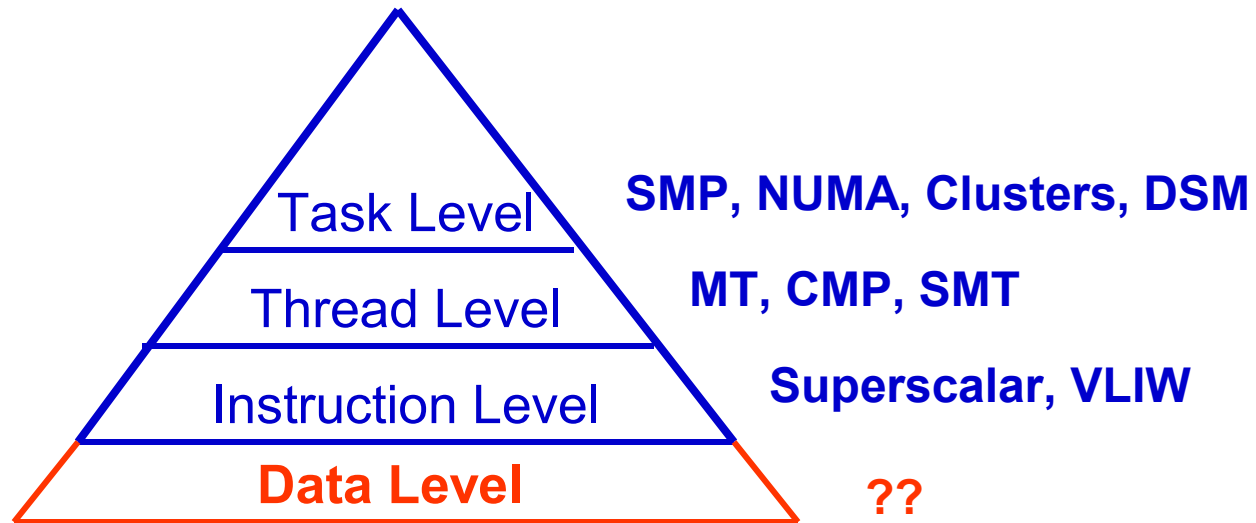 Task Level
SMP, NUMA, Clusters, DSM
Thread Level
MT, CMP, SMT
Instruction Level
Superscalar, VLIW
Data Level
??